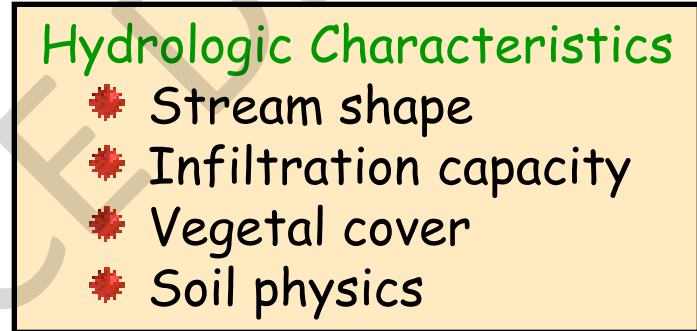 Hydrologic Characteristics
Stream shape
Infiltration capacity
Vegetal cover
Soil physics